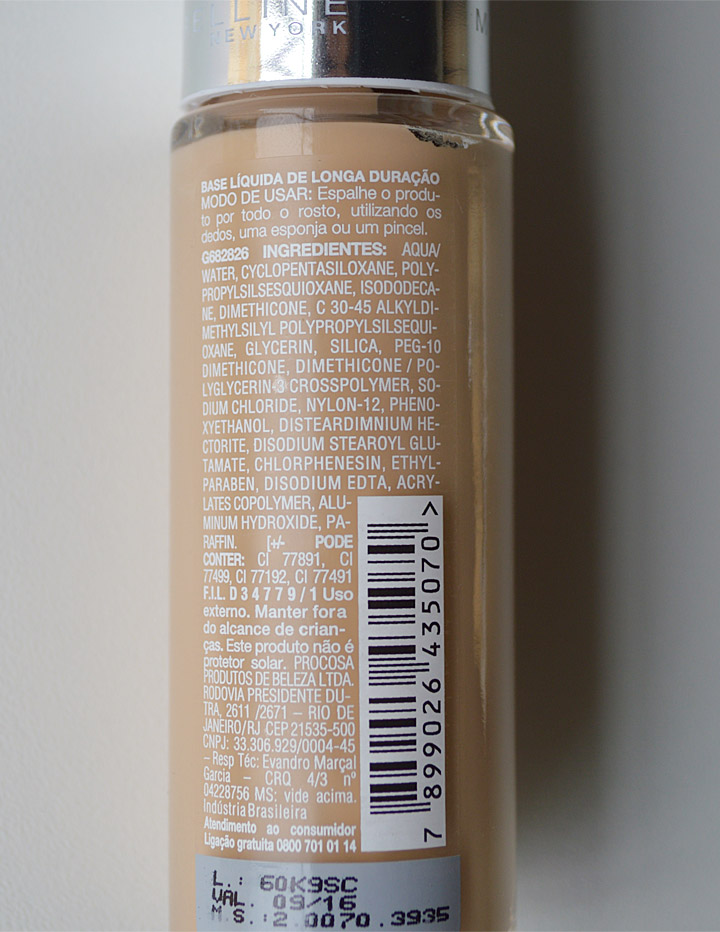 LLINE
NEW YORK
M
BASE LÍQUIDA DE LONGA DURAÇÃO
MODO DE USAR: Espalhe o produ-
to por todo o rosto, utilizando os
dedos, uma esponja ou um pincel.
G682826 INGREDIENTES: AQUA/
WATER, CYCLOPENTASILOXANE, POLY-
PROPYLSILSESQUIOXANE, ISODODECA-
NE, DIMETHICONE, C 30-45 ALKYLDI-
METHYLSILYL POLYPROPYLSILSEQUI-
OXANE, GLYCERIN, SILICA, PEG-10
DIMETHICONE, DIMETHICONE / PO-
LYGLYCERIN-3 CROSSPOLYMER, SO-
DIUM CHLORIDE, NYLON-12, PHENO-
XYETHANOL, DISTEARDIMNIUM HE-
CTORITE, DISODIUM STEAROYL GLU-
TAMATE, CHLORPHENESIN, ETHYL-
PARABEN, DISODIUM EDTA, ACRY-
LATES COPOLYMER, ALU-
MINUM HYDROXIDE, PA-
RAFFIN. [+/- PODE
CONTER: CI 77891, CI
77499, CI 77192, CI 77491
F.I.L. D 3 4 7 7 9 / 1 Uso
externo. Manter fora
do alcance de crian-
ças. Este produto não é
protetor solar. PROCOSA
PRODUTOS DE BELEZA LTDA.
RODOVIA PRESIDENTE DU-
TRA, 2611 /2671 – RIO DE
JANEIRO/RJ CEP 21535-500
CNPJ: 33.306.929/0004-45
– Resp Téc: Evandro Marçal
Garcia – CRQ 4/3 nº
04228756 MS: vide acima.
Indústria Brasileira
Atendimento ao consumidor
Ligação gratuita 0800 701 01 14
7 899026 435070 >
L.: 60K9SC
VAL. 09/16
M.S.:2.0070.3935